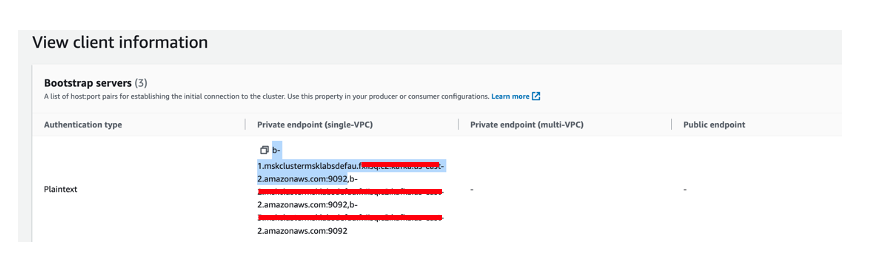 View client information
Bootstrap servers (3)
A list of host:port pairs for establishing the initial connection to the cluster. Use this property in your producer or consumer configurations. Learn more
Authentication type
Private endpoint (single-VPC)
Private endpoint (multi-VPC)
Public endpoint
b-
1.mskclustermsklabsdefau.
Plaintext
2.amazonaws.com:9092,b-
-
-
2.amazonaws.com:9092,b-
2.amazonaws.com:9092